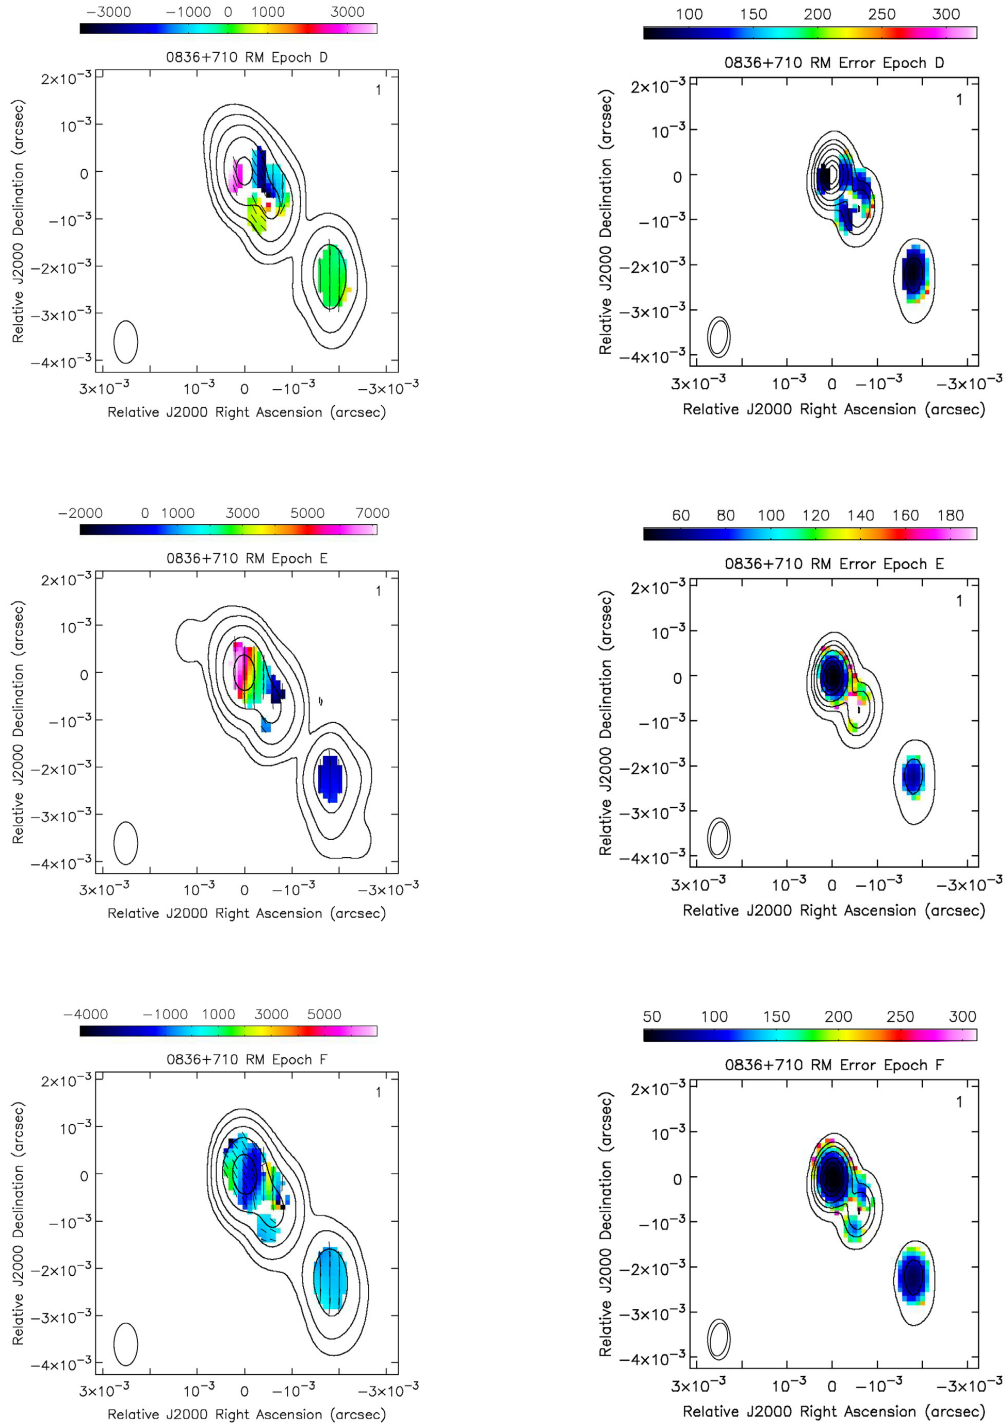 −3000 −1000 0 1000 3000
0836+710 RM Epoch D
1
2×10−3
10−3
0
−10−3
−2×10−3
−3×10−3
−4×10−3
Relative J2000 Declination (arcsec)
3×10−3 10−3 0 −10−3 −3×10−3
Relative J2000 Right Ascension (arcsec)
100 150 200 250 300
0836+710 RM Error Epoch D
1
2×10−3
10−3
0
−10−3
−2×10−3
−3×10−3
−4×10−3
Relative J2000 Declination (arcsec)
3×10−3 10−3 0 −10−3 −3×10−3
Relative J2000 Right Ascension (arcsec)
−2000 0 1000 3000 5000 7000
0836+710 RM Epoch E
1
2×10−3
10−3
0
−10−3
−2×10−3
−3×10−3
−4×10−3
Relative J2000 Declination (arcsec)
3×10−3 10−3 0 −10−3 −3×10−3
Relative J2000 Right Ascension (arcsec)
60 80 100 120 140 160 180
0836+710 RM Error Epoch E
1
2×10−3
10−3
0
−10−3
−2×10−3
−3×10−3
−4×10−3
Relative J2000 Declination (arcsec)
3×10−3 10−3 0 −10−3 −3×10−3
Relative J2000 Right Ascension (arcsec)
−4000 −1000 1000 3000 5000
0836+710 RM Epoch F
1
2×10−3
10−3
0
−10−3
−2×10−3
−3×10−3
−4×10−3
Relative J2000 Declination (arcsec)
3×10−3 10−3 0 −10−3 −3×10−3
Relative J2000 Right Ascension (arcsec)
50 100 150 200 250 300
0836+710 RM Error Epoch F
1
2×10−3
10−3
0
−10−3
−2×10−3
−3×10−3
−4×10−3
Relative J2000 Declination (arcsec)
3×10−3 10−3 0 −10−3 −3×10−3
Relative J2000 Right Ascension (arcsec)